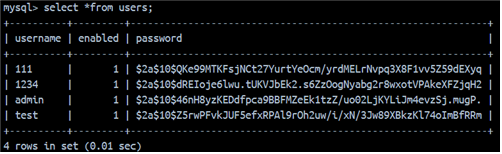 mysql> select *from users;
+----------+---------+--------------------------------------------------------------+
| username | enabled | password
+----------+---------+--------------------------------------------------------------+
| 111 | 1 | $2a$10$QKe99MTKFsjNCt27YurtYeOcm/yrdMELrNvpq3X8F1vv5Z59dEXyq
| 1234 | 1 | $2a$10$dREIoje6lwu.tUKVJbEk2.s6ZzOogNyabg2r8wxotVPAkeXFZjqH2
| admin | 1 | $2a$10$46nH8yzKEDdfpca9BBFMZeEk1tzZ/uo02LjKYLiJm4evzSj.mugP.
| test | 1 | $2a$10$Z5rwPFvkJUF5efxRPAl9rOh2uw/i/xN/3Jw89XBkzKl74oImBfRRm
+----------+---------+--------------------------------------------------------------+
4 rows in set (0.01 sec)